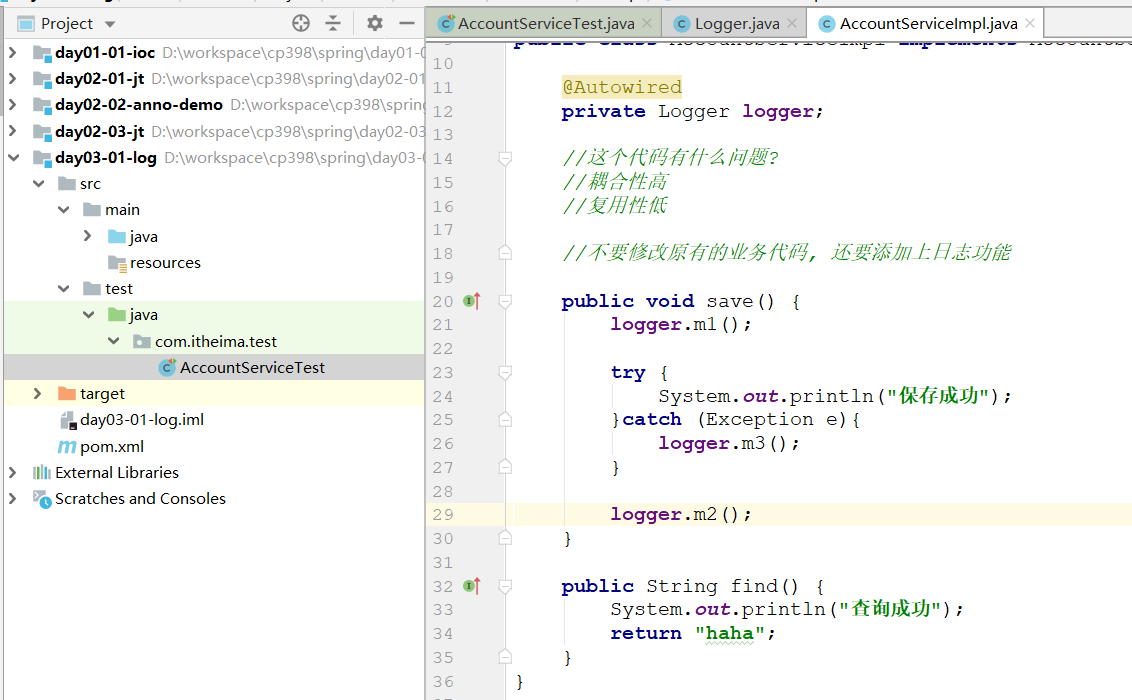 Project
day01-01-ioc D:\workspace\cp398\spring\day01-
day02-01-jt D:\workspace\cp398\spring\day02-01
day02-02-anno-demo D:\workspace\cp398\spring
day02-03-jt D:\workspace\cp398\spring\day02-03
day03-01-log D:\workspace\cp398\spring\day03-
src
main
java
resources
test
java
com.itheima.test
AccountServiceTest
target
day03-01-log.iml
pom.xml
External Libraries
Scratches and Consoles
AccountServiceTest.java Logger.java AccountServiceImpl.java
10
11 @Autowired
12 private Logger logger;
13
14 //这个代码有什么问题?
15 //耦合性高
16 //复用性低
17
18 //不要修改原有的业务代码, 还要添加上日志功能
19
20 public void save() {
21 logger.m1();
22
23 try {
24 System.out.println("保存成功");
25 }catch (Exception e){
26 logger.m3();
27 }
28
29 logger.m2();
30 }
31
32 public String find() {
33 System.out.println("查询成功");
34 return "haha";
35 }
36 }